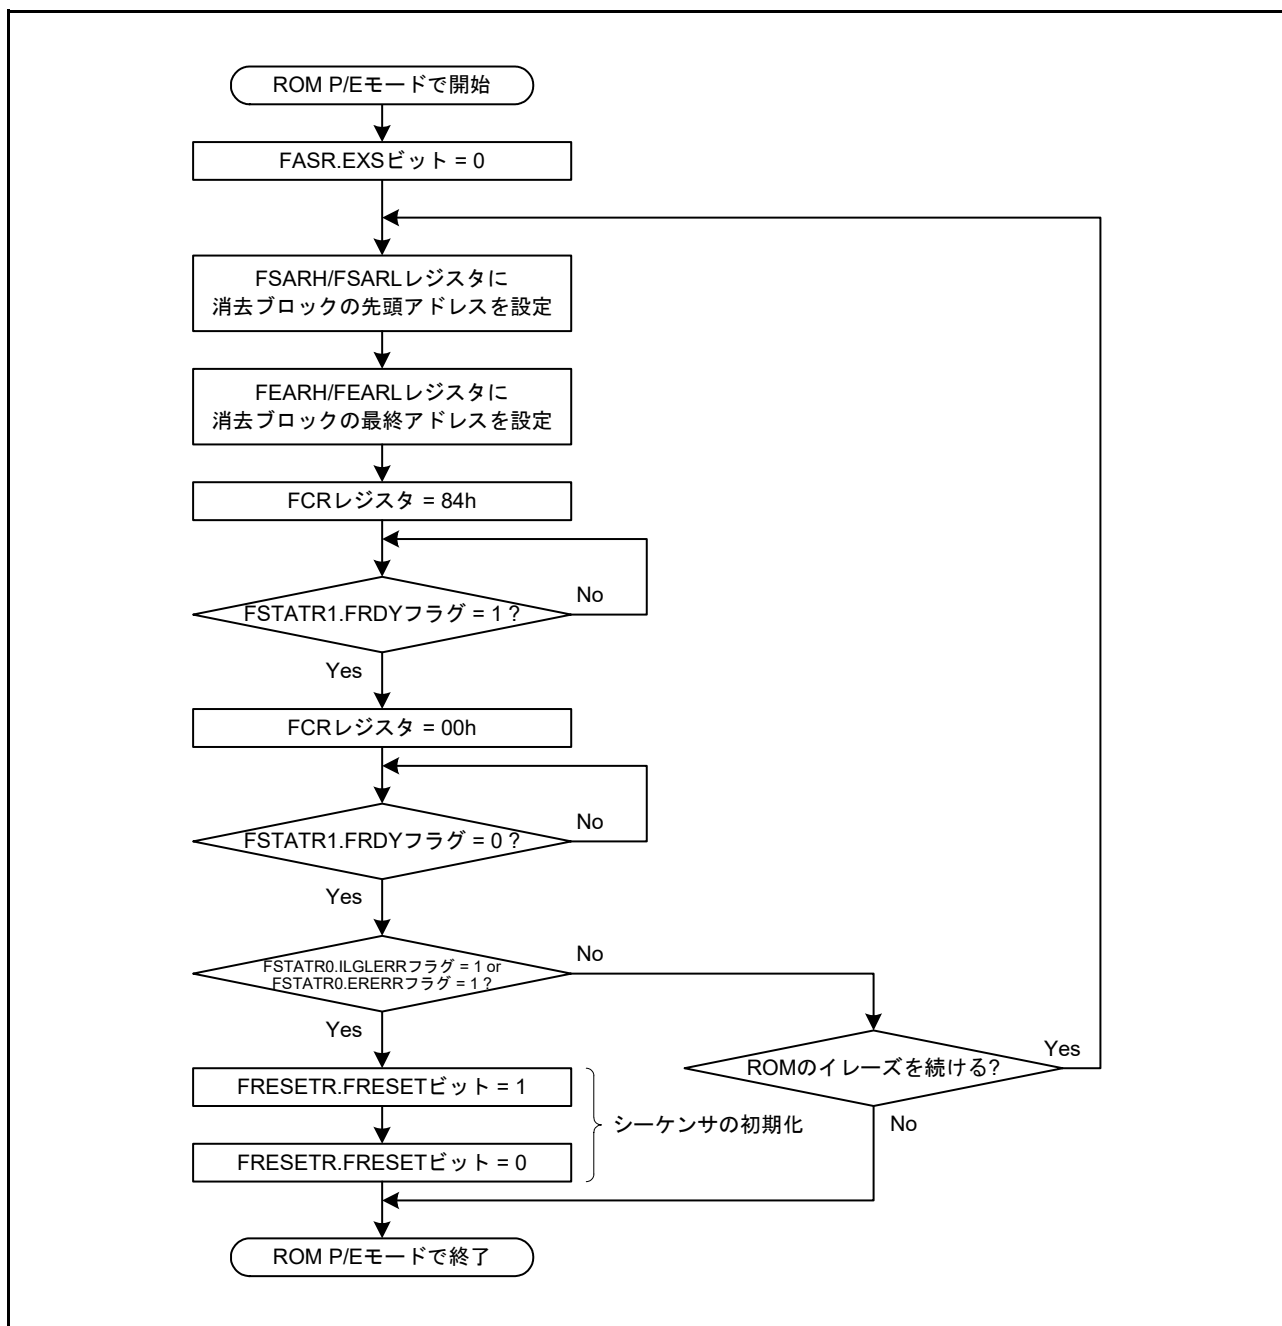 ROM P/Eモードで開始
FASR.EXSビット = 0
FSARH/FSARLレジスタに
消去ブロックの先頭アドレスを設定
FEARH/FEARLレジスタに
消去ブロックの最終アドレスを設定
FCRレジスタ = 84h
No
FSTATR1.FRDYフラグ = 1 ?
Yes
FCRレジスタ = 00h
No
FSTATR1.FRDYフラグ = 0 ?
Yes
No
FSTATR0.ILGLERRフラグ = 1 or
FSTATR0.ERERRフラグ = 1 ?
Yes
Yes
ROMのイレーズを続ける?
No
FRESETR.FRESETビット = 1
シーケンサの初期化
FRESETR.FRESETビット = 0
ROM P/Eモードで終了